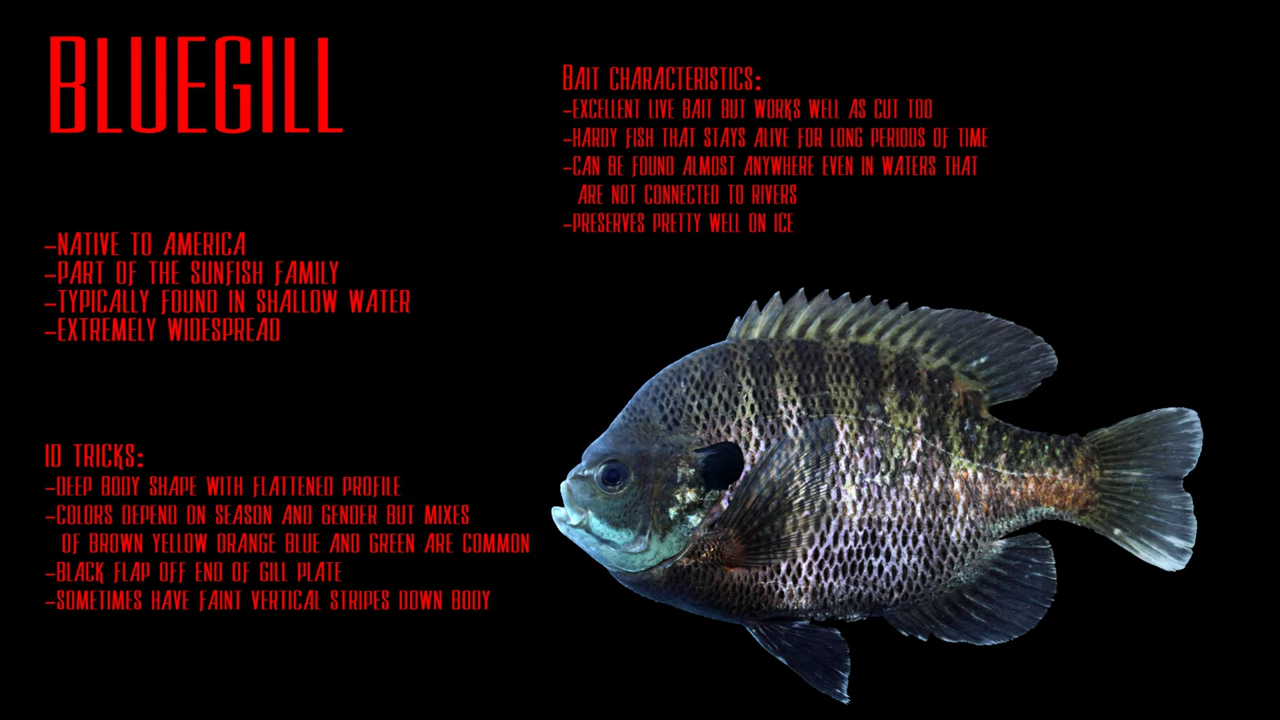 BLUEGILL
-NATIVE TO AMERICA
-PART OF THE SUNFISH FAMILY
-TYPICALLY FOUND IN SHALLOW WATER
-EXTREMELY WIDESPREAD
ID TRICKS:
-DEEP BODY SHAPE WITH FLATTENED PROFILE
-COLORS DEPEND ON SEASON AND GENDER BUT MIXES
OF BROWN YELLOW ORANGE BLUE AND GREEN ARE COMMON
-BLACK FLAP OFF END OF GILL PLATE
-SOMETIMES HAVE FAINT VERTICAL STRIPES DOWN BODY
BAIT CHARACTERISTICS:
-EXCELLENT LIVE BAIT BUT WORKS WELL AS CUT TOO
-HARDY FISH THAT STAYS ALIVE FOR LONG PERIODS OF TIME
-CAN BE FOUND ALMOST ANYWHERE EVEN IN WATERS THAT
ARE NOT CONNECTED TO RIVERS
-PRESERVES PRETTY WELL ON ICE